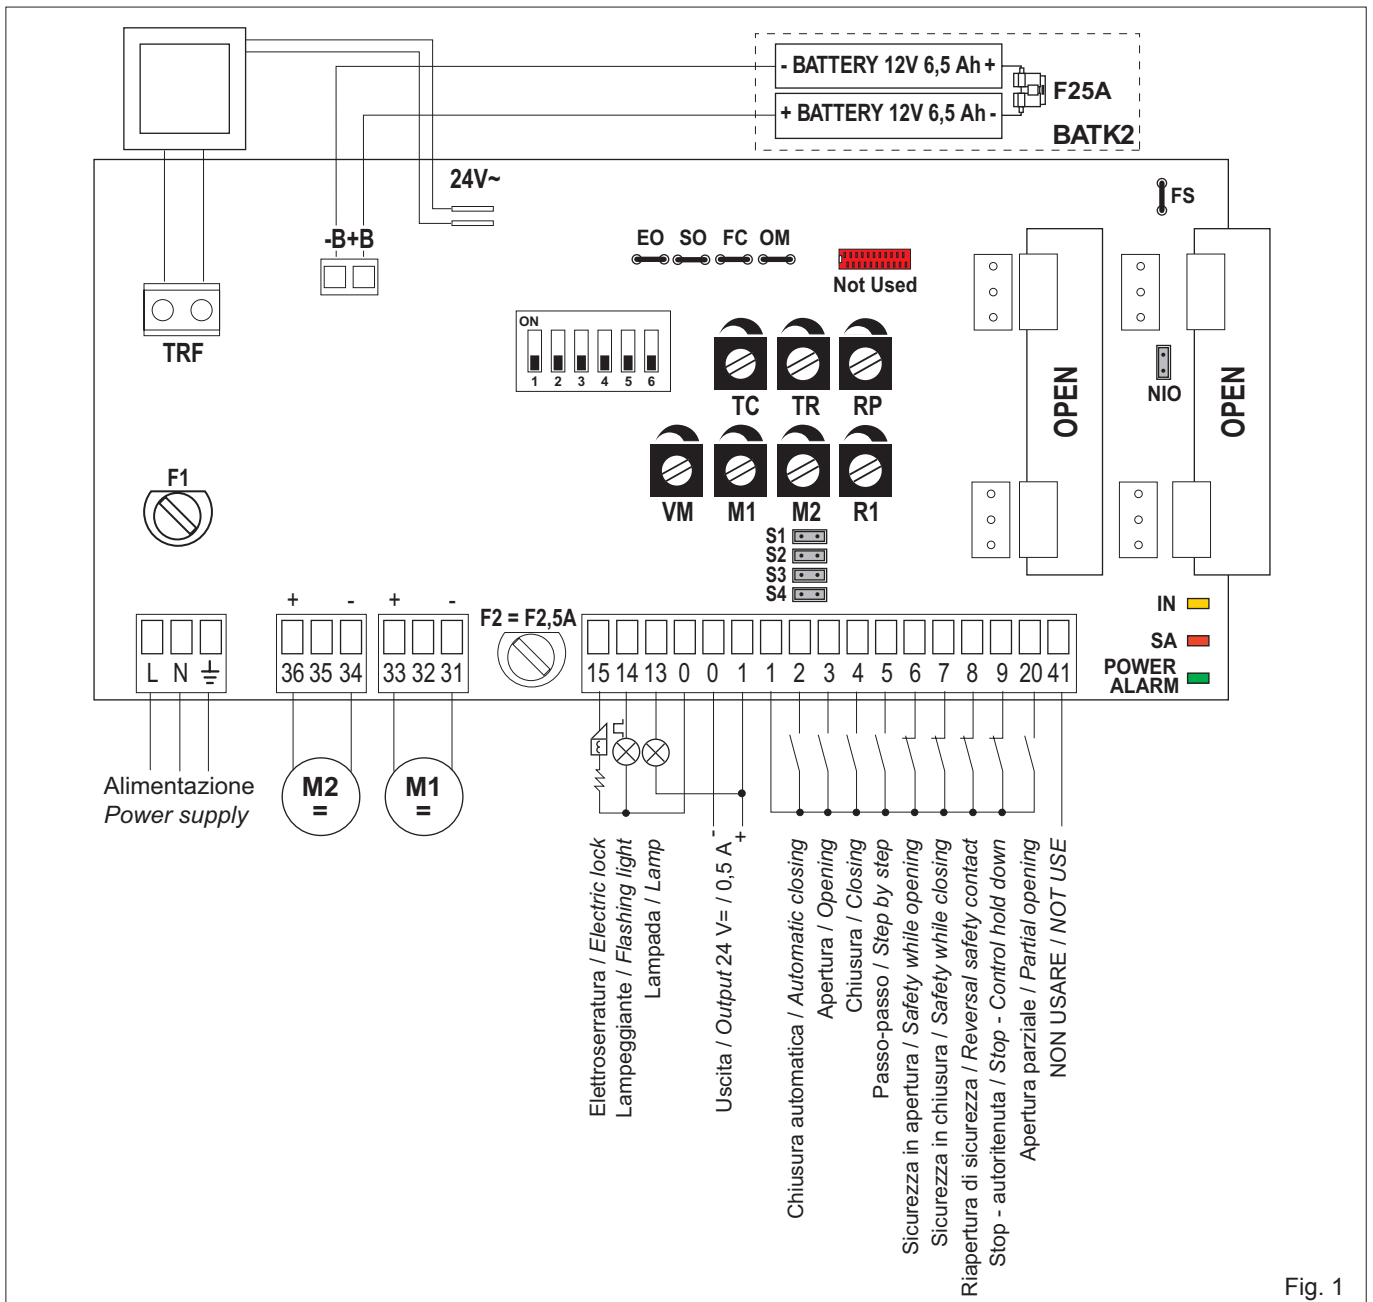 - BATTERY 12V 6,5 Ah +
+ BATTERY 12V 6,5 Ah -
F25A
BATK2
24V~
FS
-B+B
EO SO FC OM
Not Used
TRF
ON
1 2 3 4 5 6
TC TR RP
OPEN
NIO
OPEN
F1
VM M1 M2 R1
S1
S2
S3
S4
+ - + -
F2 = F2,5A
IN
SA
POWER
ALARM
L N
36 35 34
33 32 31
15 14 13 0 0 1 1 2 3 4 5 6 7 8 9 20 41
Alimentazione
Power supply
M2
=
M1
=
- +
Elettroserratura / Electric lock
Lampeggiante / Flashing light
Lampada / Lamp
Uscita / Output 24 V= / 0,5 A
Chiusura automatica / Automatic closing
Apertura / Opening
Chiusura / Closing
Passo-passo / Step by step
Sicurezza in apertura / Safety while opening
Sicurezza in chiusura / Safety while closing
Riapertura di sicurezza / Reversal safety contact
Stop - autoritenuta / Stop - Control hold down
Apertura parziale / Partial opening
NON USARE / NOT USE
Fig. 1